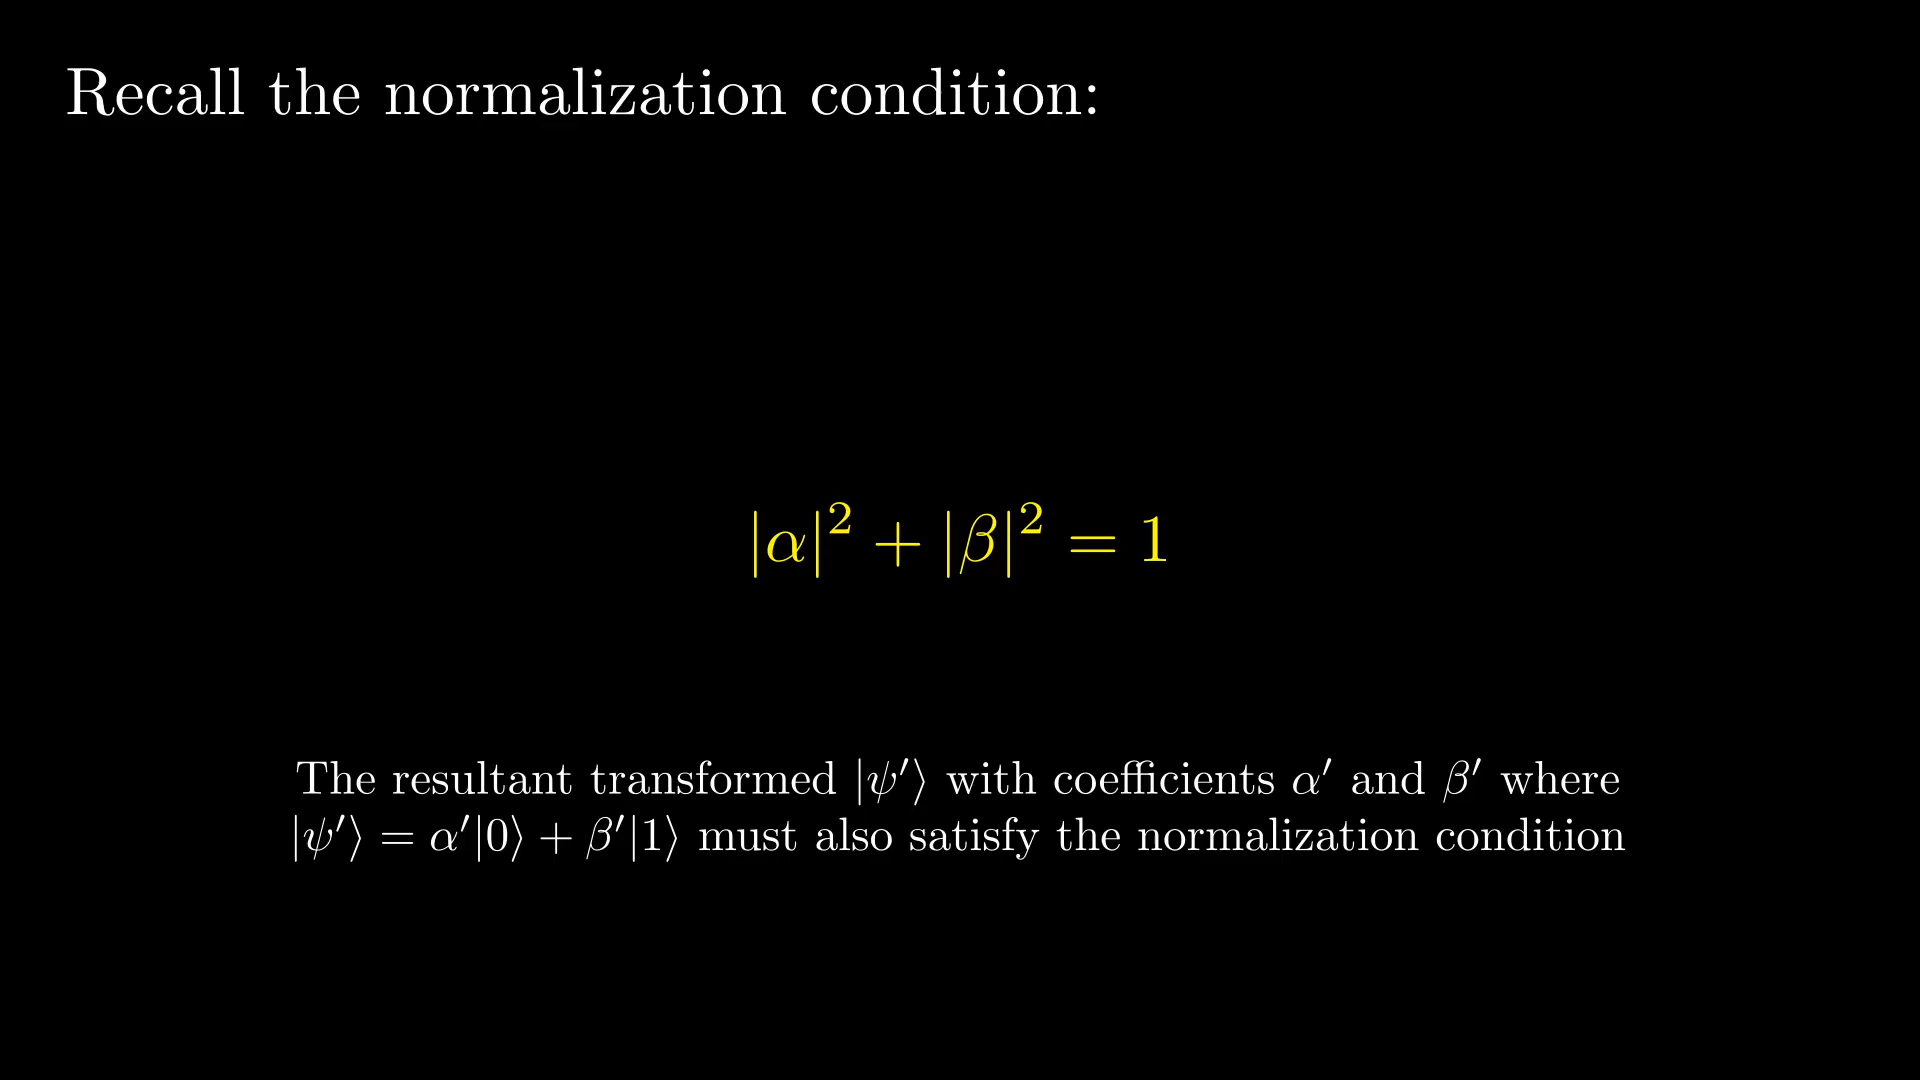 Recall the normalization condition:
|α|² + |β|² = 1
The resultant transformed |ψ′⟩ with coefficients α′ and β′ where
|ψ′⟩ = α′|0⟩ + β′|1⟩ must also satisfy the normalization condition